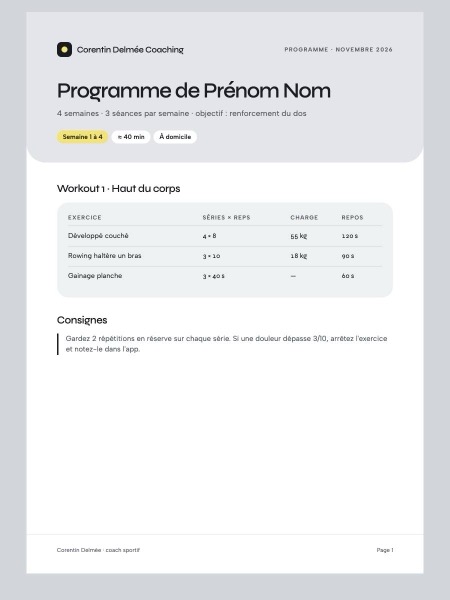 Corentin Delmée Coaching
PROGRAMME · NOVEMBRE 2026
Programme de Prénom Nom
4 semaines · 3 séances par semaine · objectif : renforcement du dos
Semaine 1 à 4
≈ 40 min
À domicile
Workout 1 · Haut du corps
EXERCICE SÉRIES × REPS CHARGE REPOS
Développé couché 4 × 8 55 kg 120 s
Rowing haltère un bras 3 × 10 18 kg 90 s
Gainage planche 3 × 40 s — 60 s
Consignes
Gardez 2 répétitions en réserve sur chaque série. Si une douleur dépasse 3/10, arrêtez l'exercice
et notez-le dans l'app.
Corentin Delmée · coach sportif
Page 1